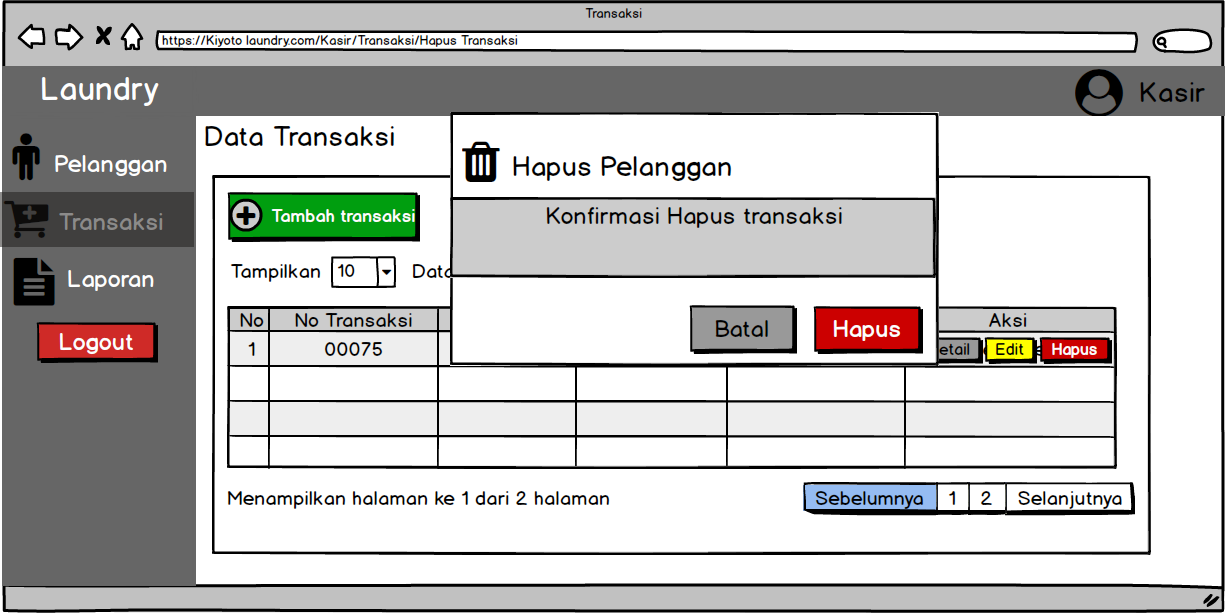 Transaksi
https://Kiyoto laundry.com/Kasir/Transaksi/Hapus Transaksi
Laundry
Kasir
Pelanggan
Transaksi
Laporan
Logout
Data Transaksi
Tambah transaksi
Tampilkan 10 Data
Hapus Pelanggan
Konfirmasi Hapus transaksi
Batal Hapus
No No Transaksi Aksi
1 00075 etail Edit Hapus
Menampilkan halaman ke 1 dari 2 halaman
Sebelumnya 1 2 Selanjutnya